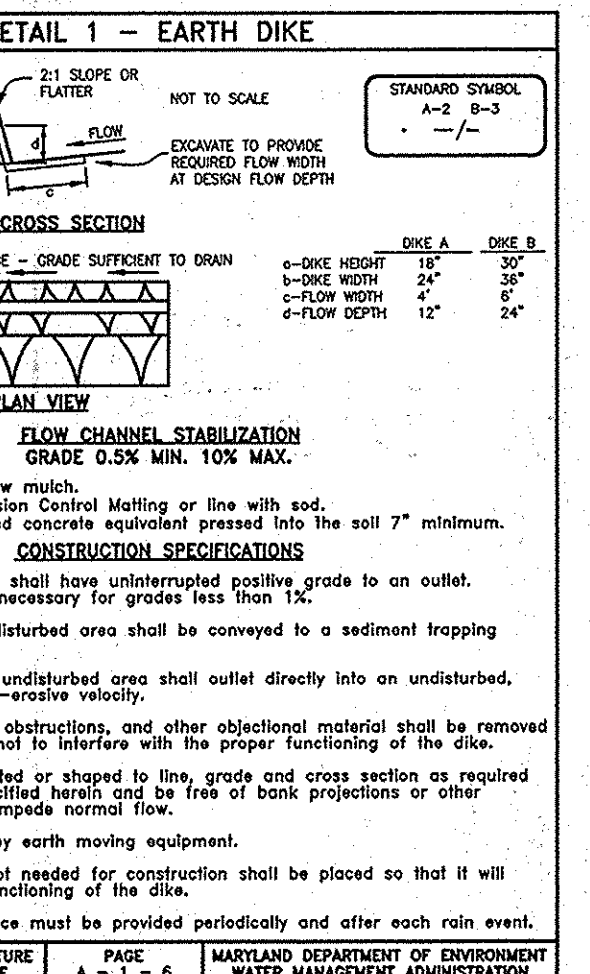 ETAIL 1 – EARTH DIKE
2:1 SLOPE OR
FLATTER
NOT TO SCALE
STANDARD SYMBOL
A-2 B-3
—/—
d
FLOW
EXCAVATE TO PROVIDE
REQUIRED FLOW WIDTH
AT DESIGN FLOW DEPTH
c
CROSS SECTION
DIKE A DIKE B
a-DIKE HEIGHT 18" 30"
b-DIKE WIDTH 24" 36"
c-FLOW WIDTH 4' 6'
d-FLOW DEPTH 12" 24"
E – GRADE SUFFICIENT TO DRAIN
PLAN VIEW
FLOW CHANNEL STABILIZATION
GRADE 0.5% MIN. 10% MAX.
w mulch.
sion Control Matting or line with sod.
ed concrete equivalent pressed into the soil 7" minimum.
CONSTRUCTION SPECIFICATIONS
shall have uninterrupted positive grade to an outlet.
necessary for grades less than 1%.
disturbed area shall be conveyed to a sediment trapping
undisturbed area shall outlet directly into an undisturbed,
-erosive velocity.
obstructions, and other objectional material shall be removed
not to interfere with the proper functioning of the dike.
ted or shaped to line, grade and cross section as required
cified herein and be free of bank projections or other
mpede normal flow.
by earth moving equipment.
ot needed for construction shall be placed so that it will
nctioning of the dike.
ce must be provided periodically and after each rain event.
TURE
E
PAGE
A - 1 - 6
MARYLAND DEPARTMENT OF ENVIRONMENT
WATER MANAGEMENT ADMINISTRATION